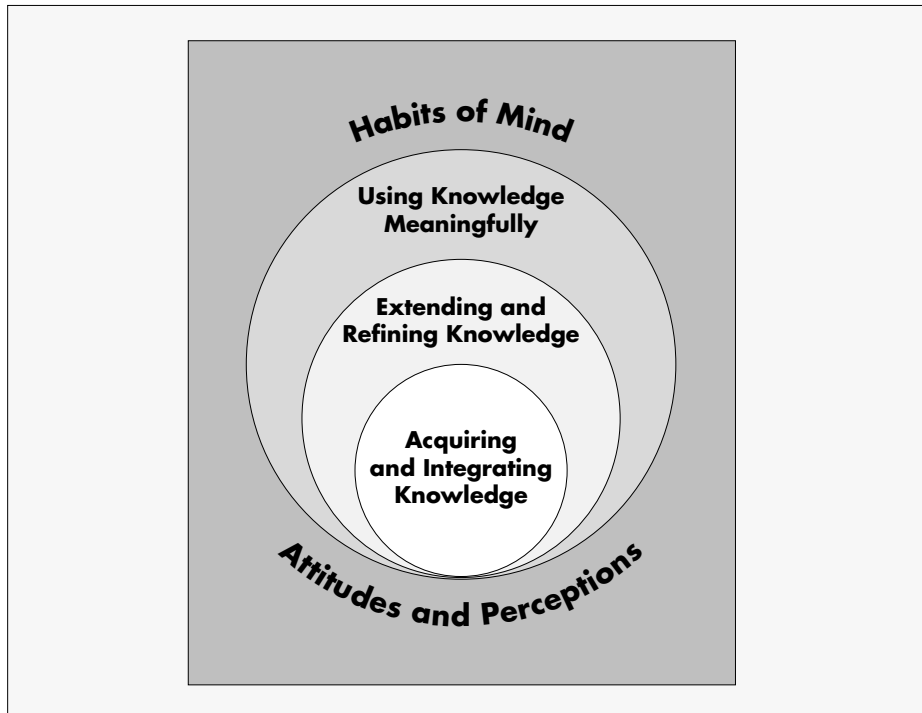 Habits of Mind
Using Knowledge
Meaningfully
Extending and
Refining Knowledge
Acquiring
and Integrating
Knowledge
Attitudes and Perceptions